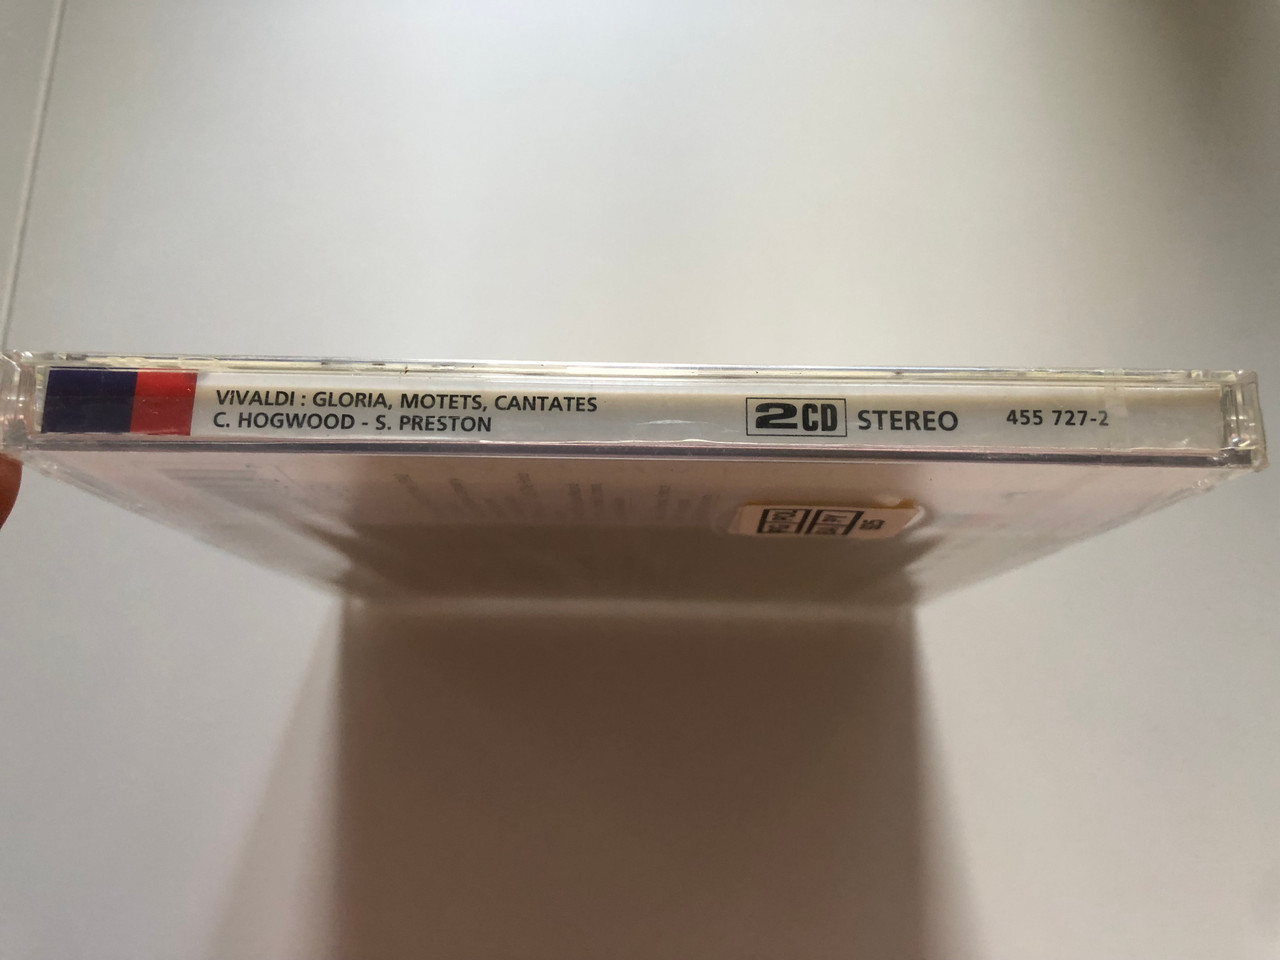 VIVALDI : GLORIA, MOTETS, CANTATES
C. HOGWOOD - S. PRESTON
2CD STEREO 455 727-2